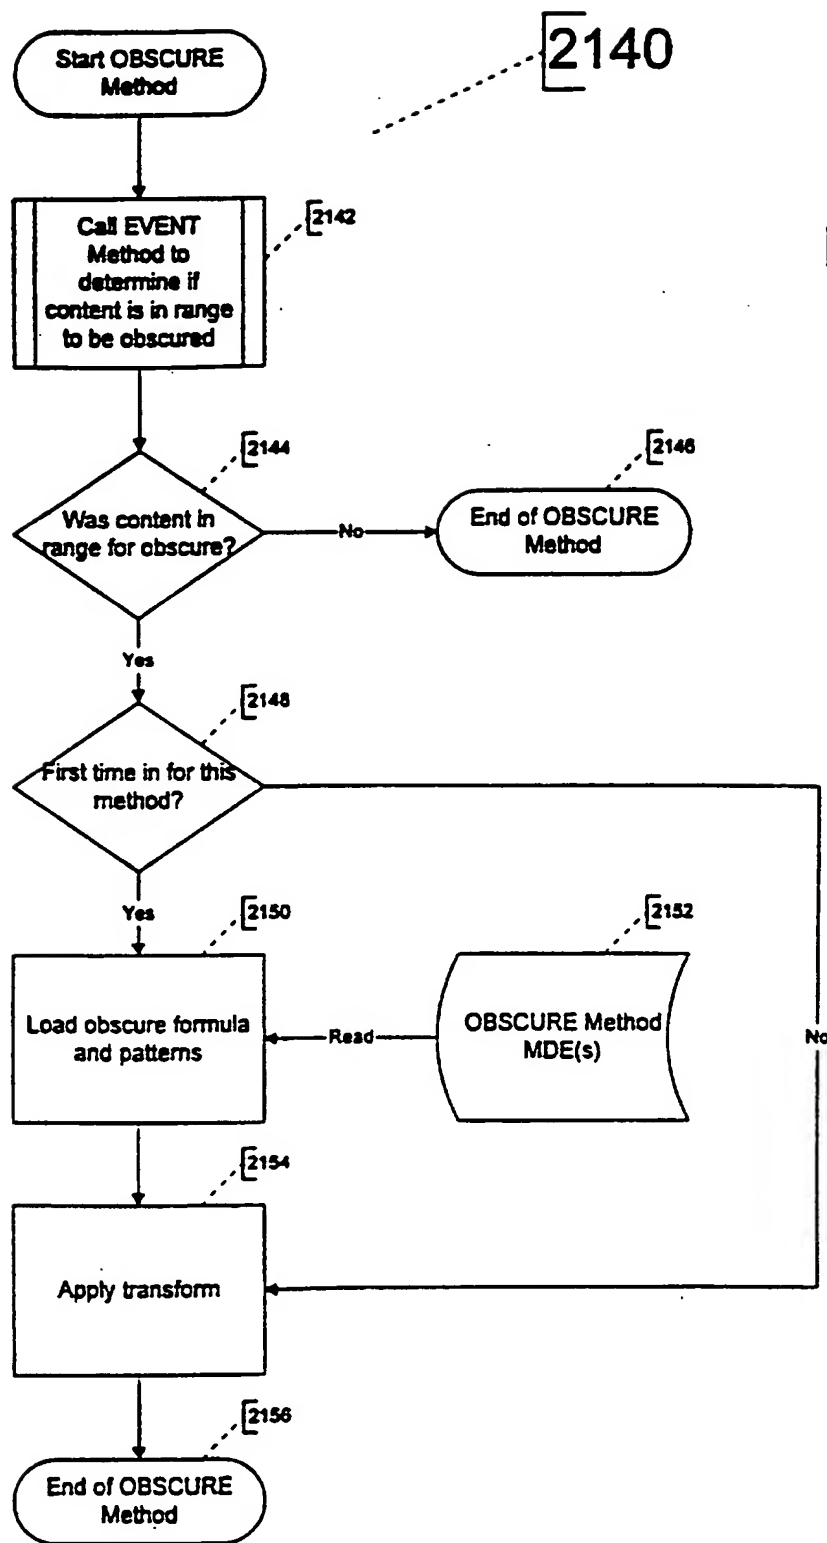 2140
Start OBSCURE
Method
2142
Call EVENT
Method to
determine if
content is in range
to be obscured
2144
Was content in
range for obscure?
No
2146
End of OBSCURE
Method
Yes
2148
First time in for this
method?
Yes
No
2150
Load obscure formula
and patterns
Read
2152
OBSCURE Method
MDE(s)
2154
Apply transform
2156
End of OBSCURE
Method